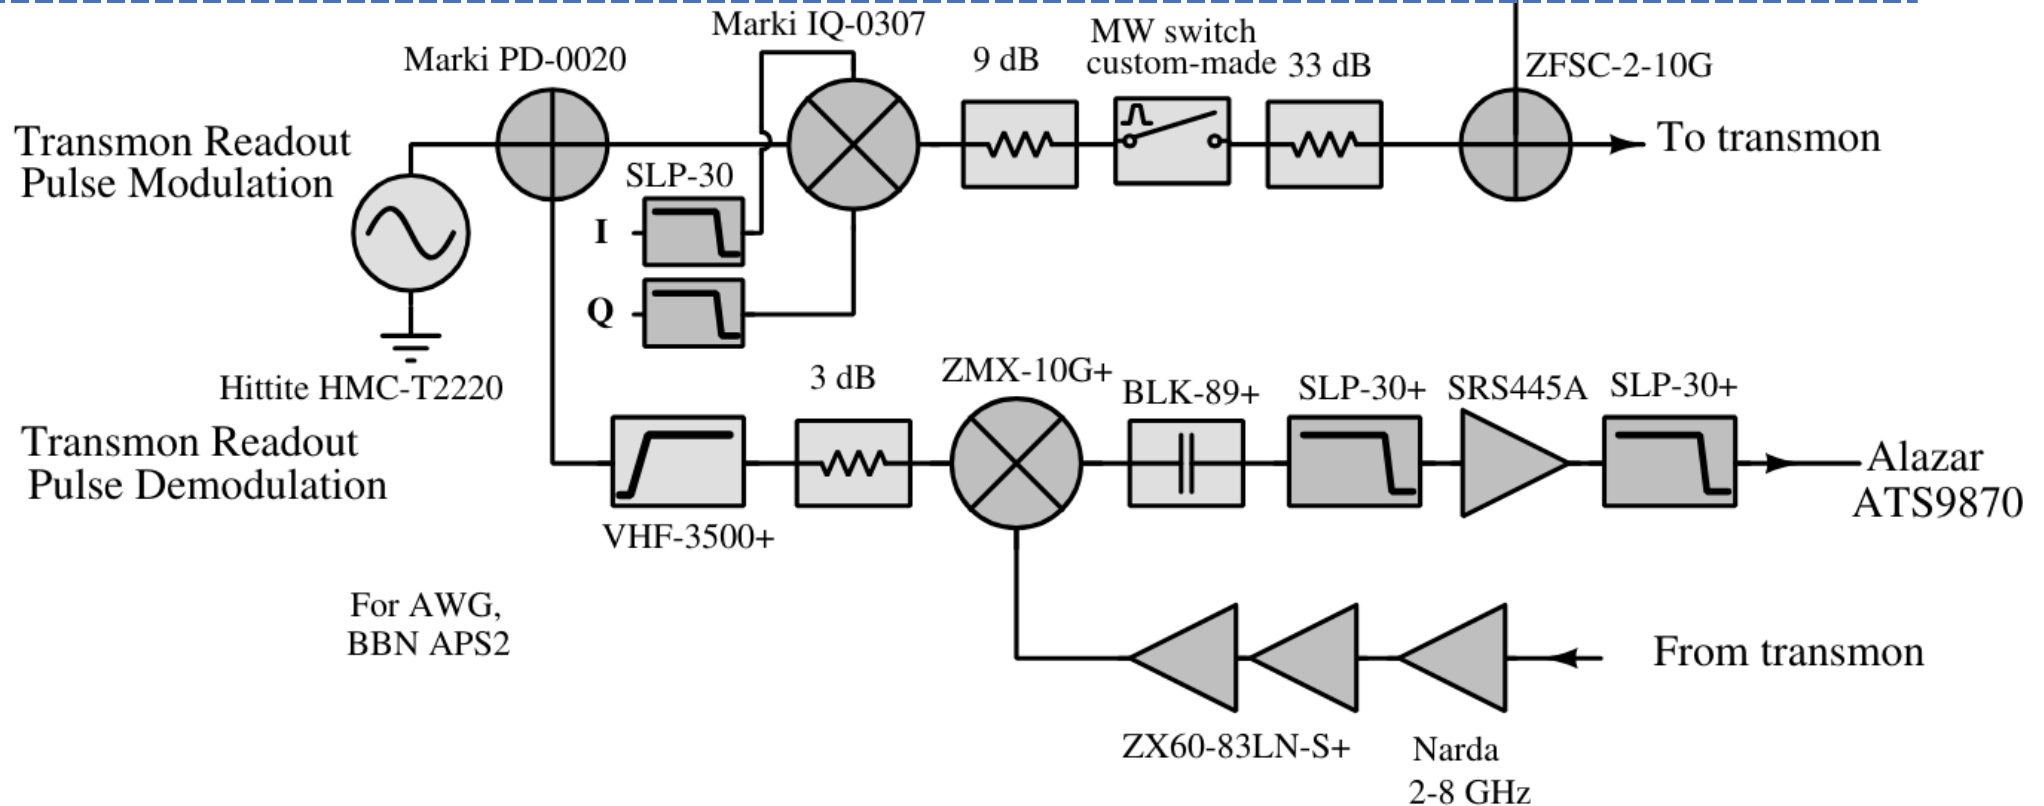 Marki IQ-0307
Marki PD-0020
9 dB
MW switch
custom-made
33 dB
ZFSC-2-10G
Transmon Readout
Pulse Modulation
To transmon
SLP-30
I
Q
Hittite HMC-T2220
3 dB
ZMX-10G+
BLK-89+
SLP-30+
SRS445A
SLP-30+
Transmon Readout
Pulse Demodulation
Alazar
ATS9870
VHF-3500+
For AWG,
BBN APS2
From transmon
ZX60-83LN-S+
Narda
2-8 GHz